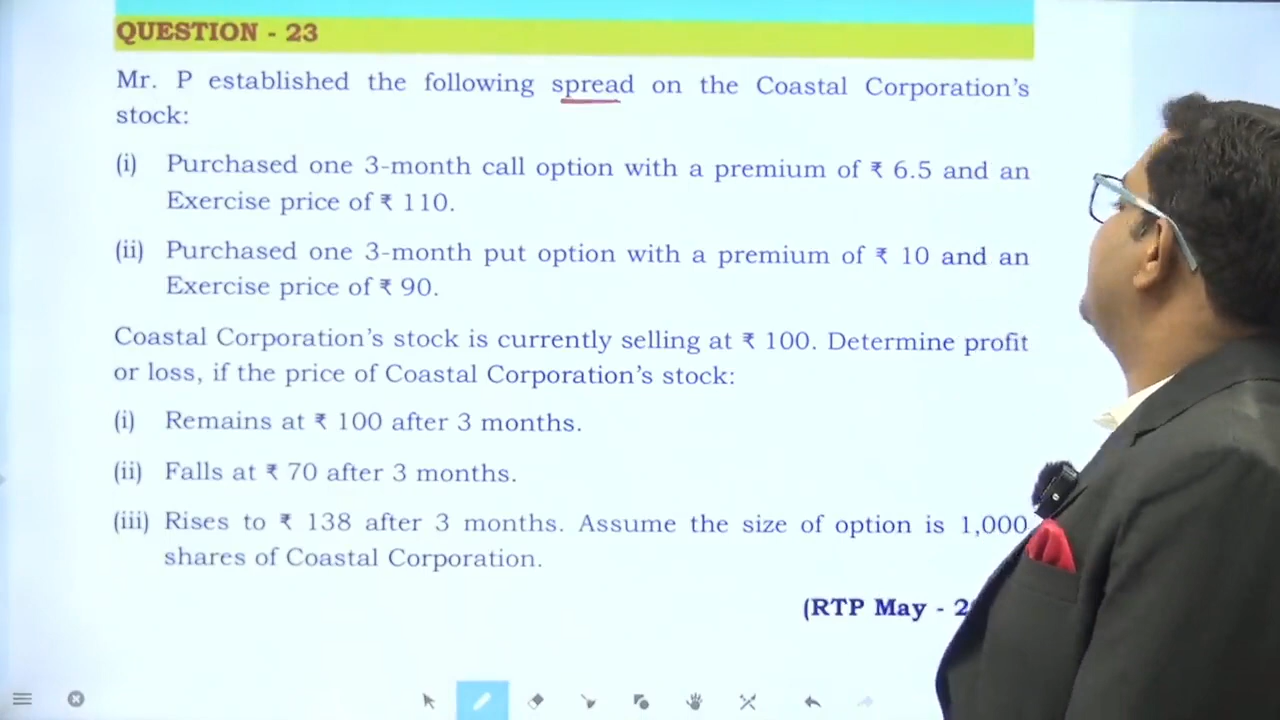 QUESTION - 23
Mr. P established the following spread on the Coastal Corporation's
stock:
(i) Purchased one 3-month call option with a premium of ₹ 6.5 and an
Exercise price of ₹ 110.
(ii) Purchased one 3-month put option with a premium of ₹ 10 and an
Exercise price of ₹ 90.
Coastal Corporation's stock is currently selling at ₹ 100. Determine profit
or loss, if the price of Coastal Corporation's stock:
(i) Remains at ₹ 100 after 3 months.
(ii) Falls at ₹ 70 after 3 months.
(iii) Rises to ₹ 138 after 3 months. Assume the size of option is 1,000
shares of Coastal Corporation.
(RTP May -